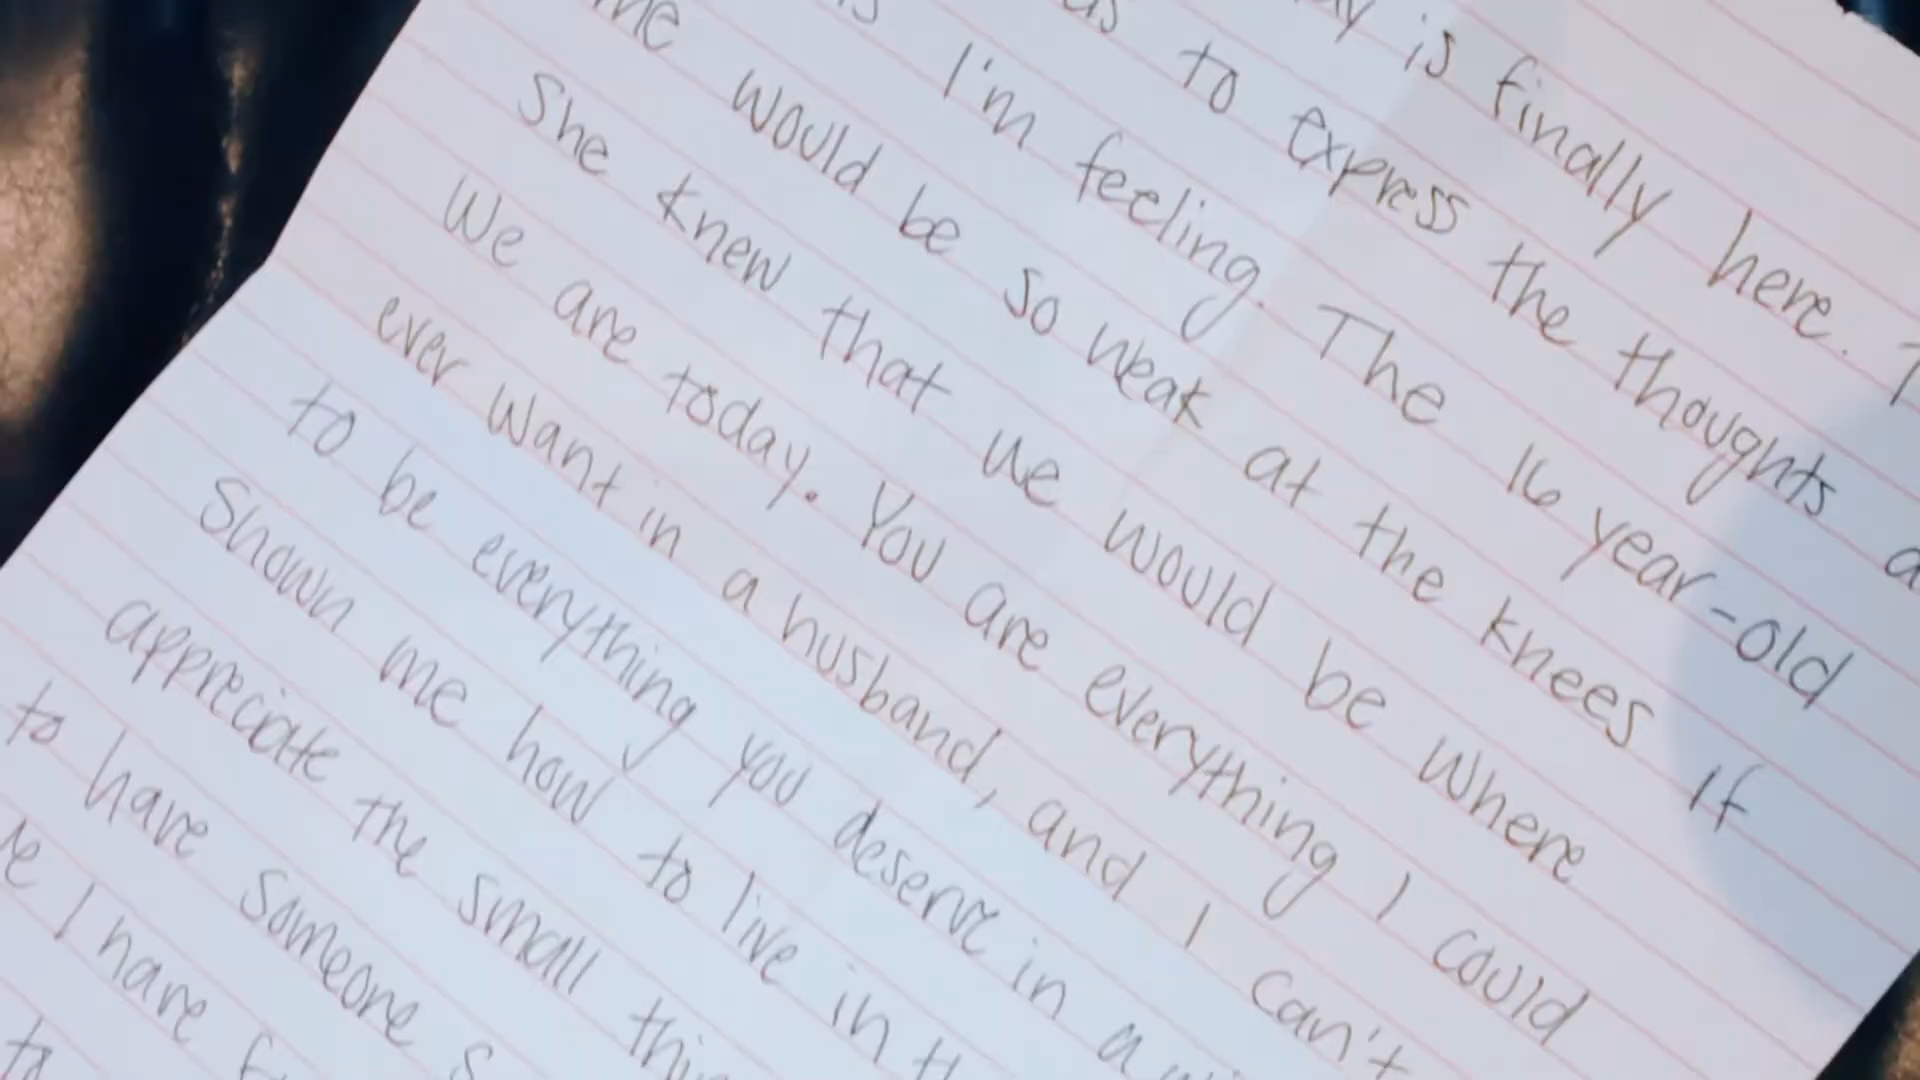 is finally here.
to express the thoughts
I'm feeling. The 16 year-old
me would be so weak at the knees if
She knew that we would be where
We are today. You are everything I could
ever want in a husband, and I can't
to be everything you deserve in a
Shown me how to live in
appreciate the small
to have someone
I have
to